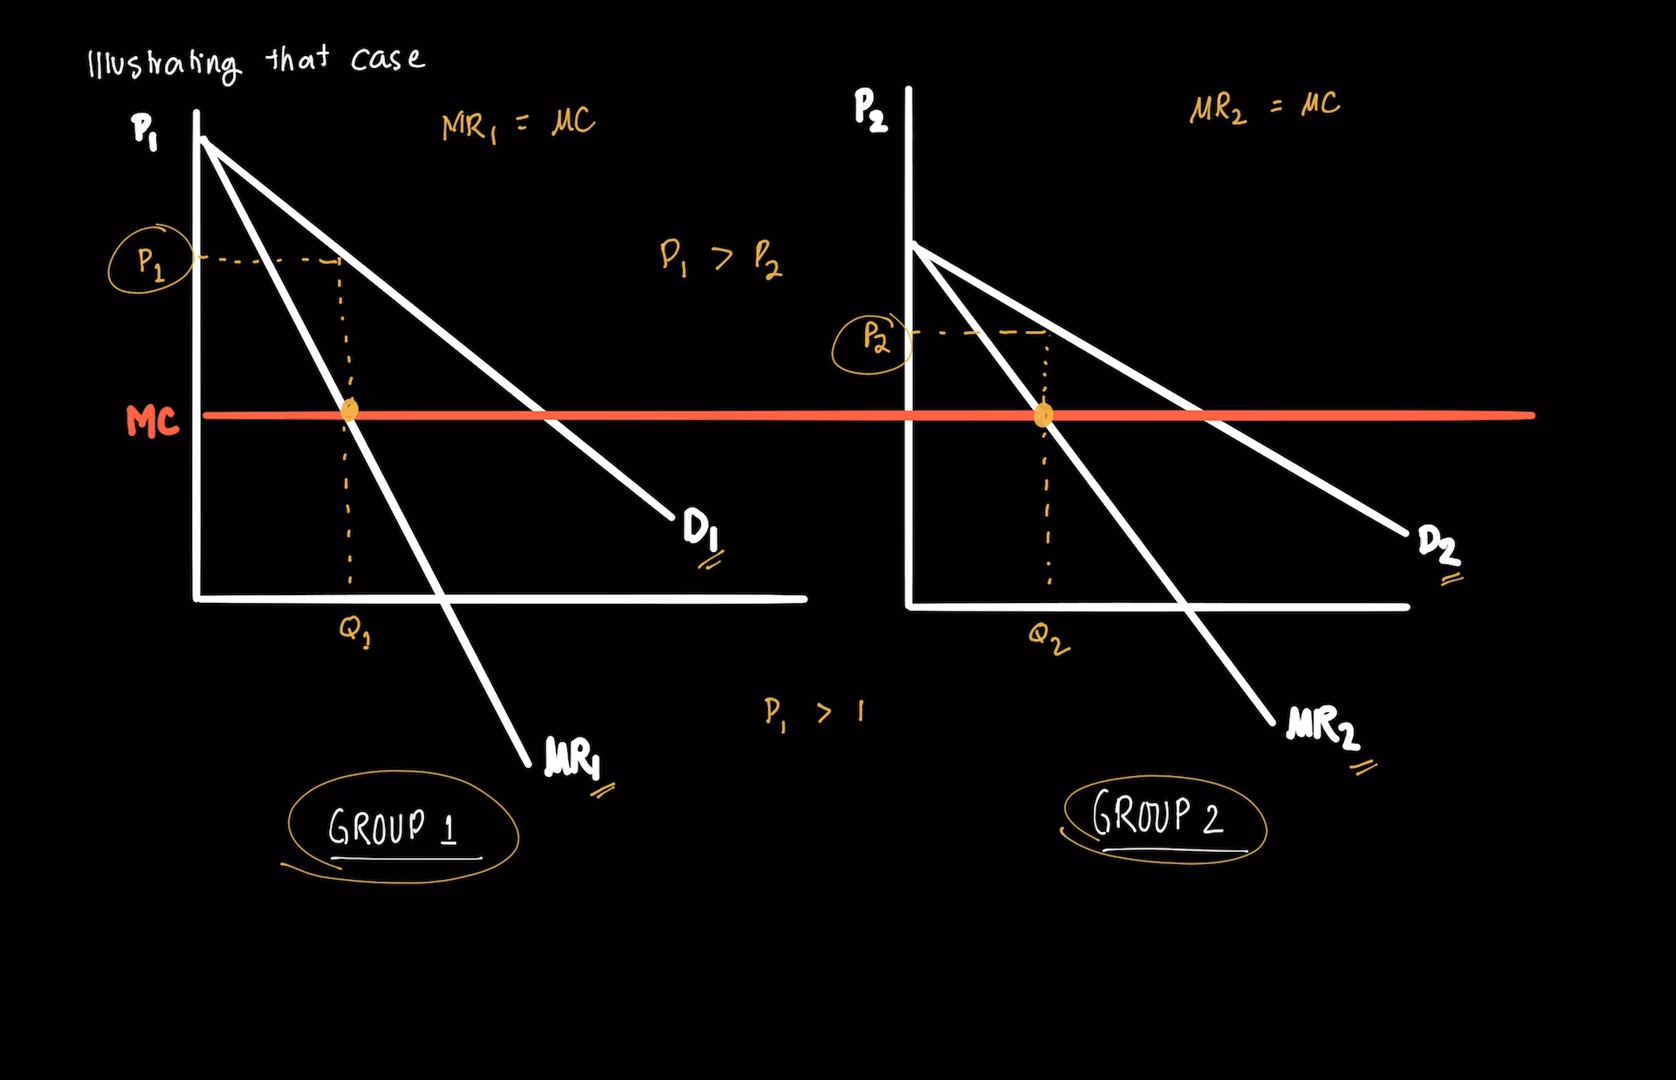 Illustrating that case
P₁
MR₁ = MC
P₂
MR₂ = MC
P₁
P₁ > P₂
P₂
MC
D₁
D₂
Q₁
Q₂
P₁ > 1
MR₁
MR₂
GROUP 1
GROUP 2